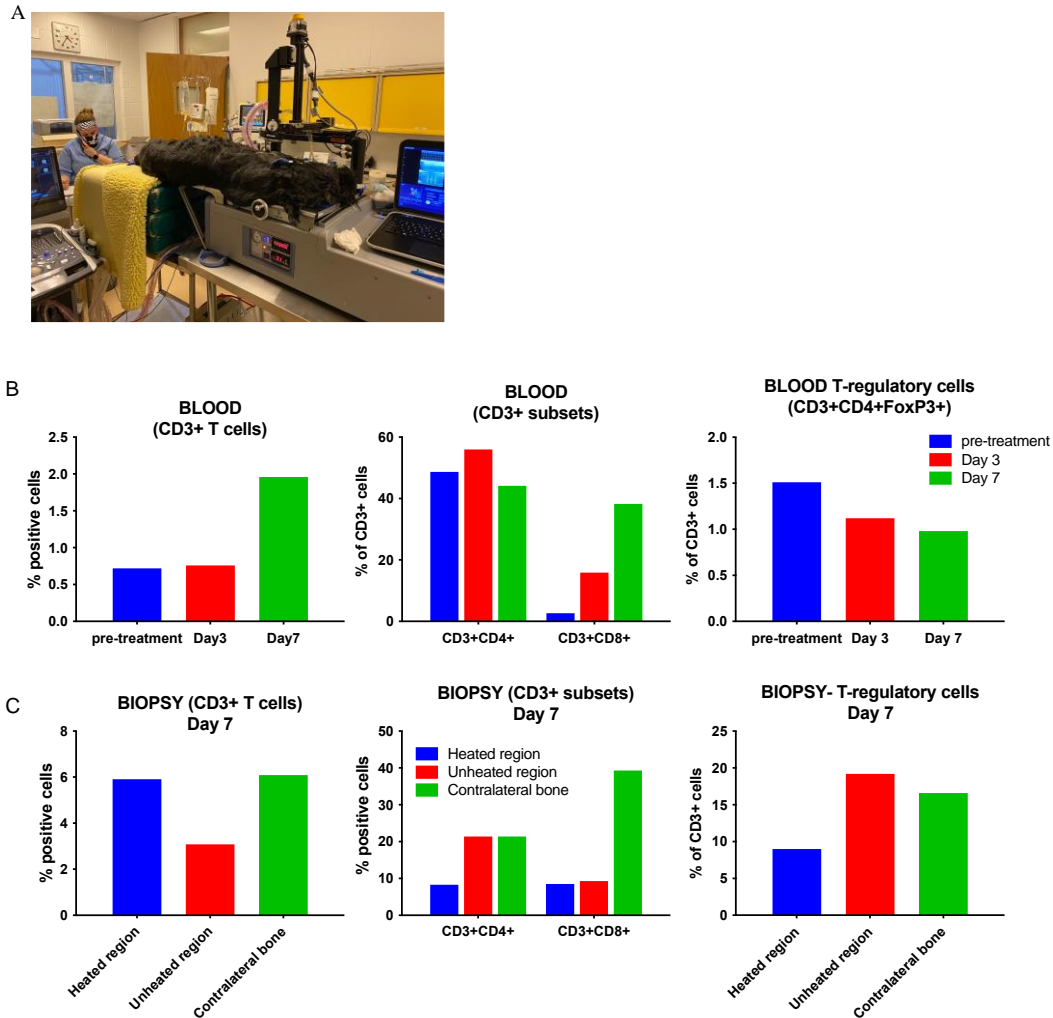 A
B
BLOOD
(CD3+ T cells)
% positive cells
2.5
2.0
1.5
1.0
0.5
0.0
pre-treatment Day3 Day7
BLOOD
(CD3+ subsets)
% of CD3+ cells
60
40
20
0
CD3+CD4+ CD3+CD8+
BLOOD T-regulatory cells
(CD3+CD4+FoxP3+)
% of CD3+ cells
2.0
1.5
1.0
0.5
0.0
pre-treatment
Day 3
Day 7
pre-treatment Day 3 Day 7
C
BIOPSY (CD3+ T cells)
Day 7
% positive cells
8
6
4
2
0
Heated region
Unheated region
Contralateral bone
BIOPSY (CD3+ subsets)
Day 7
% positive cells
50
40
30
20
10
0
Heated region
Unheated region
Contralateral bone
CD3+CD4+ CD3+CD8+
BIOPSY- T-regulatory cells
Day 7
% of CD3+ cells
25
20
15
10
5
0
Heated region
Unheated region
Contralateral bone